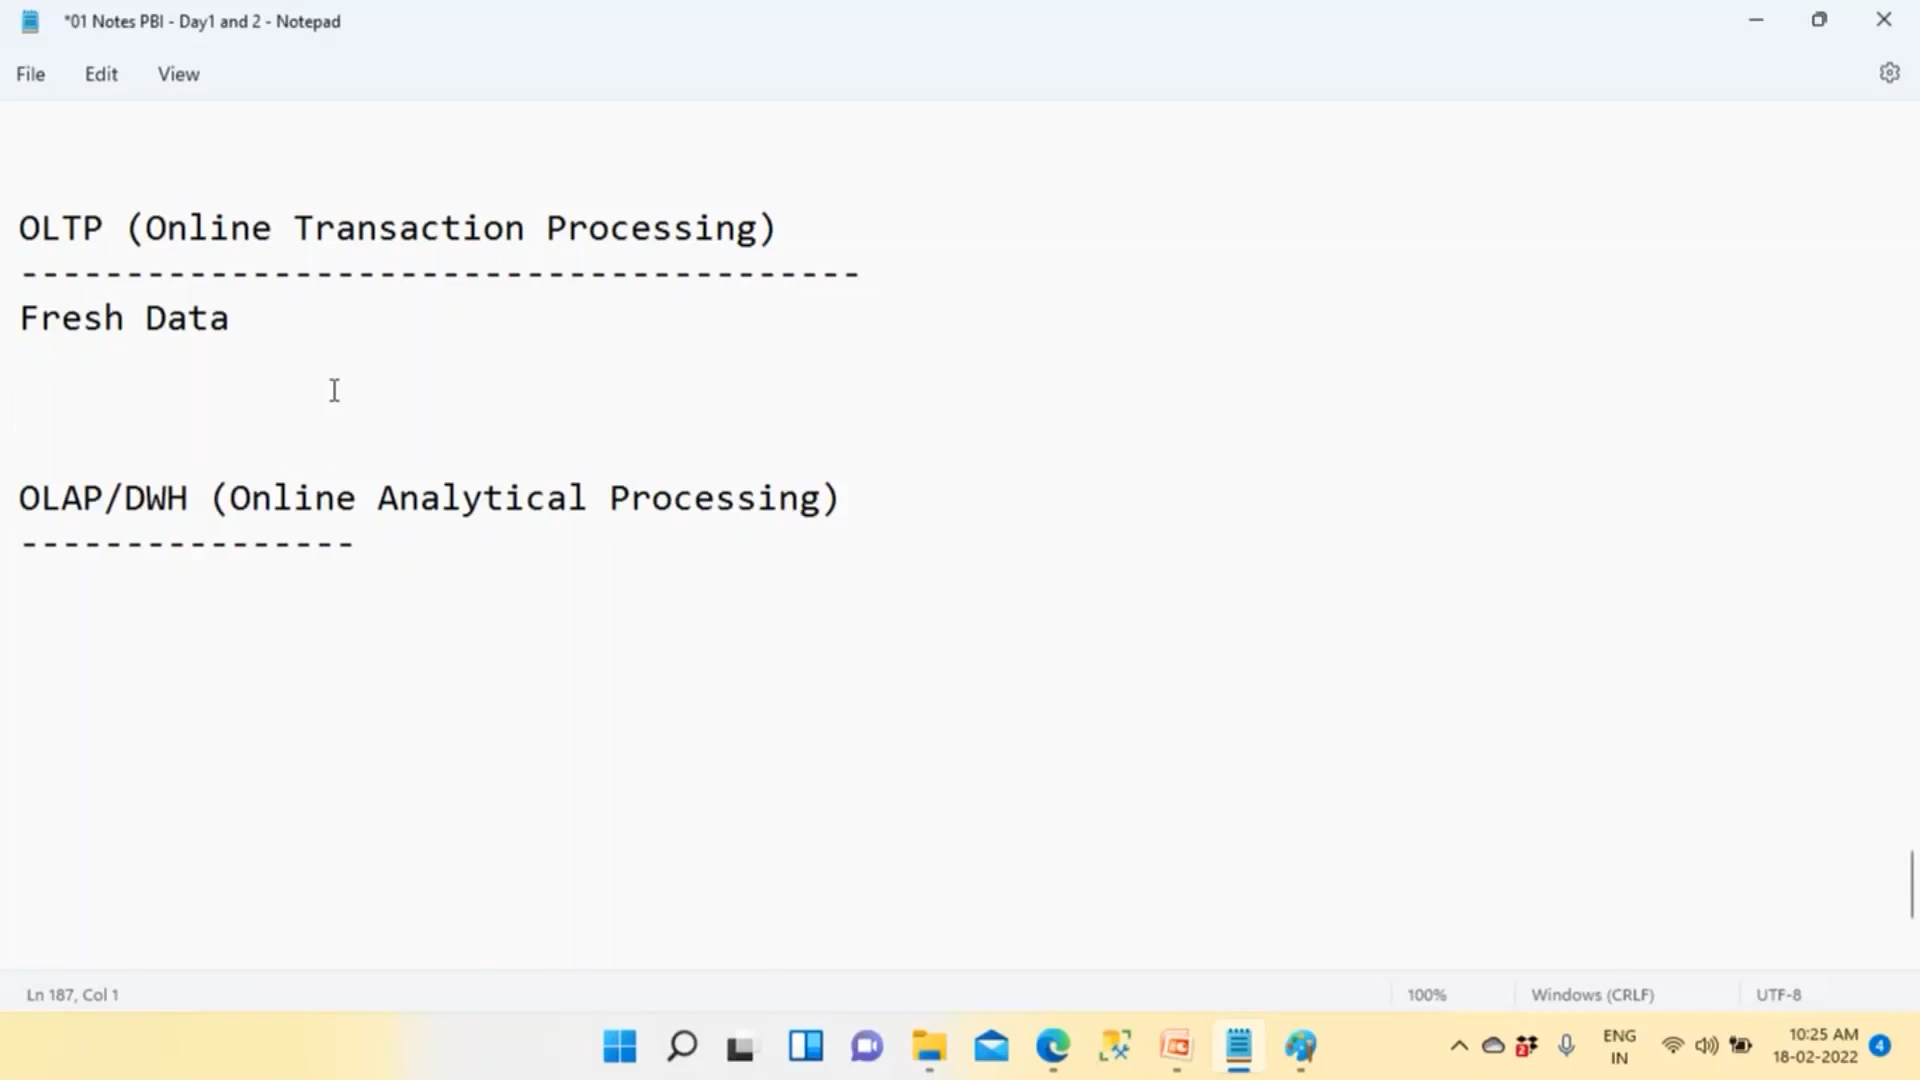 *01 Notes PBI - Day1 and 2 - Notepad
File Edit View
OLTP (Online Transaction Processing)
----------------------------------------
Fresh Data
OLAP/DWH (Online Analytical Processing)
----------------
Ln 187, Col 1 100% Windows (CRLF) UTF-8
2 ENG IN 10:25 AM 18-02-2022 4